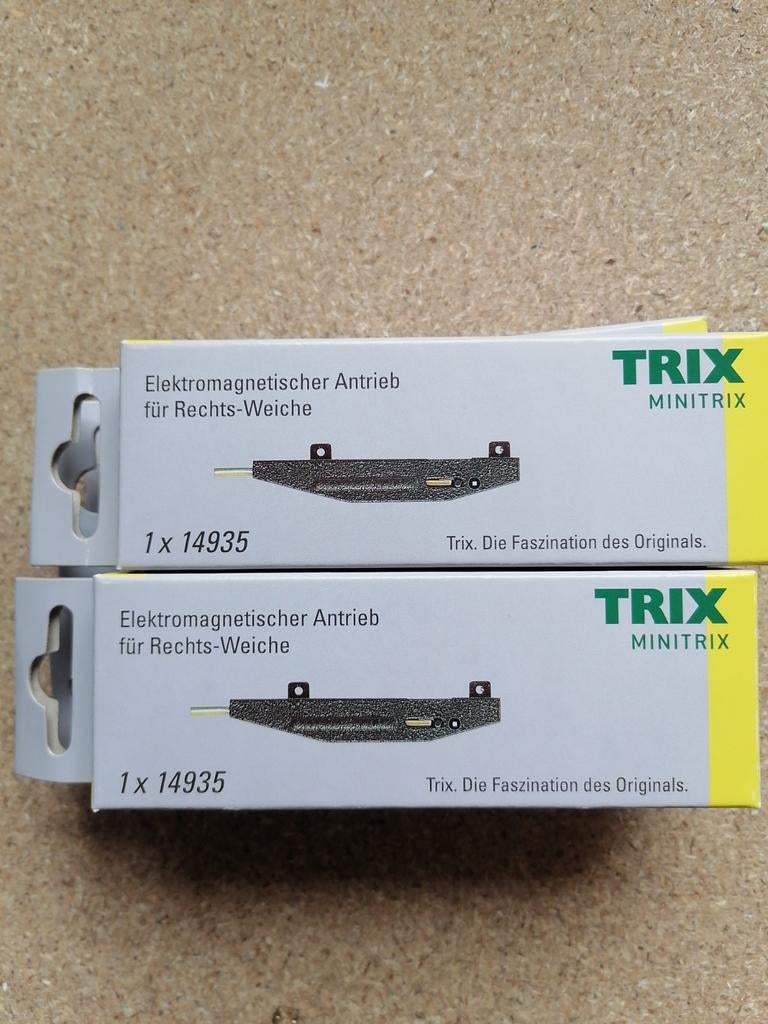 Elektromagnetischer Antrieb
für Rechts-Weiche
TRIX
MINITRIX
1 x 14935
Trix. Die Faszination des Originals.
Elektromagnetischer Antrieb
für Rechts-Weiche
TRIX
MINITRIX
1 x 14935
Trix. Die Faszination des Originals.